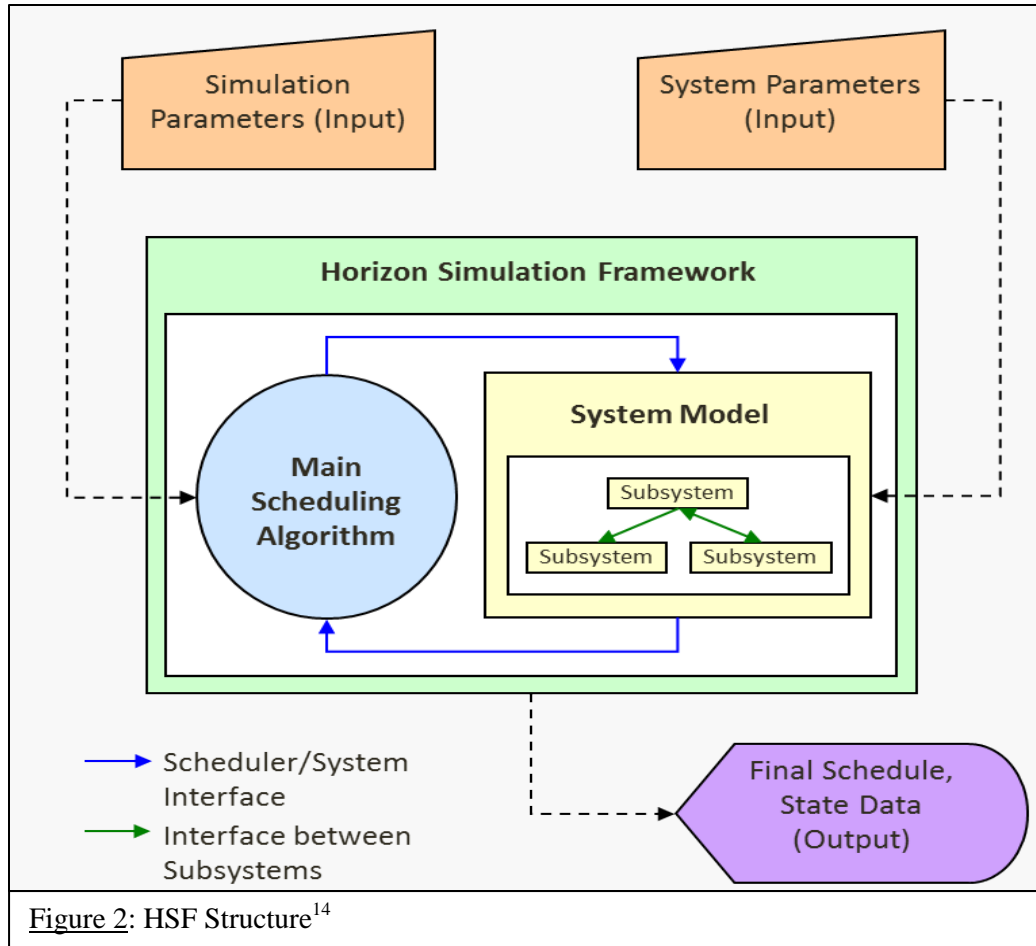 Simulation
Parameters (Input)
System Parameters
(Input)
Horizon Simulation Framework
Main
Scheduling
Algorithm
System Model
Subsystem
Subsystem
Subsystem
Scheduler/System
Interface
Interface between
Subsystems
Final Schedule,
State Data
(Output)
Figure 2: HSF Structure14